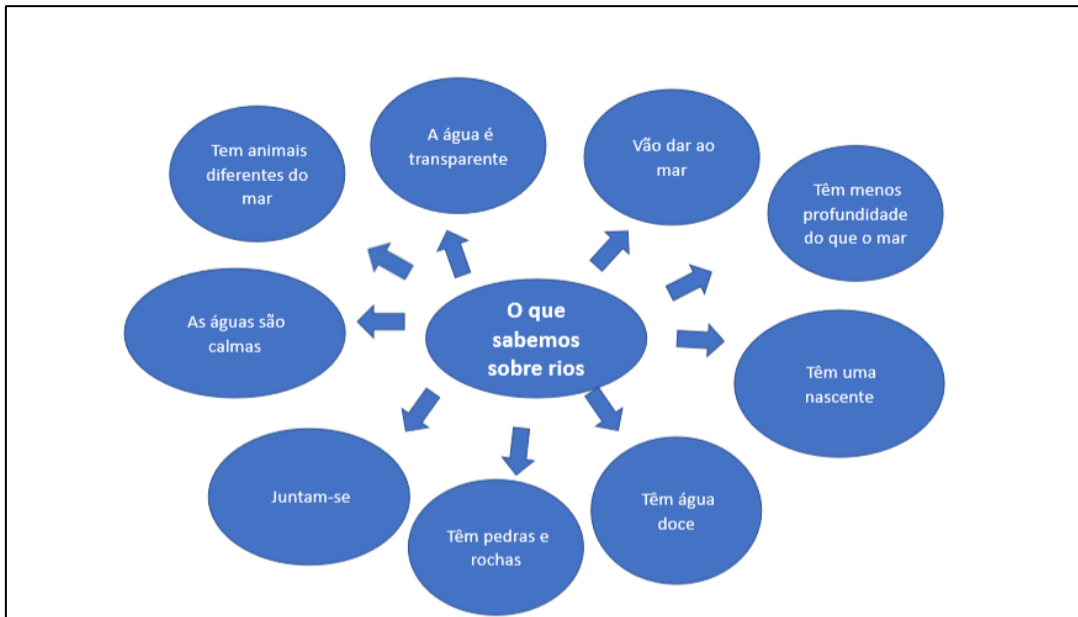 A água é
transparente
Vão dar ao
mar
Tem animais
diferentes do
mar
Têm menos
profundidade
do que o mar
As águas são
calmas
O que
sabemos
sobre rios
Têm uma
nascente
Juntam-se
Têm pedras e
rochas
Têm água
doce